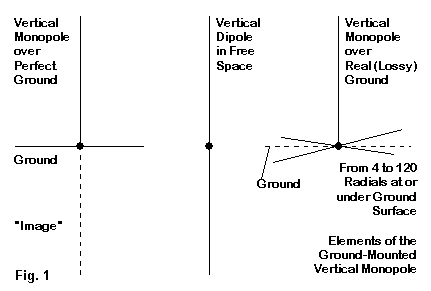 Vertical
Monopole
over
Perfect
Ground
Vertical
Dipole
in Free
Space
Vertical
Monopole
over
Real (Lossy)
Ground
Ground
"Image"
Ground
From 4 to 120
Radials at or
under Ground
Surface
Elements of the
Ground-Mounted
Vertical Monopole
Fig. 1